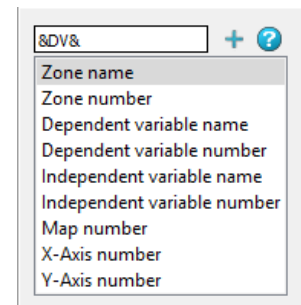 &DV&
Zone name
Zone number
Dependent variable name
Dependent variable number
Independent variable name
Independent variable number
Map number
X-Axis number
Y-Axis number